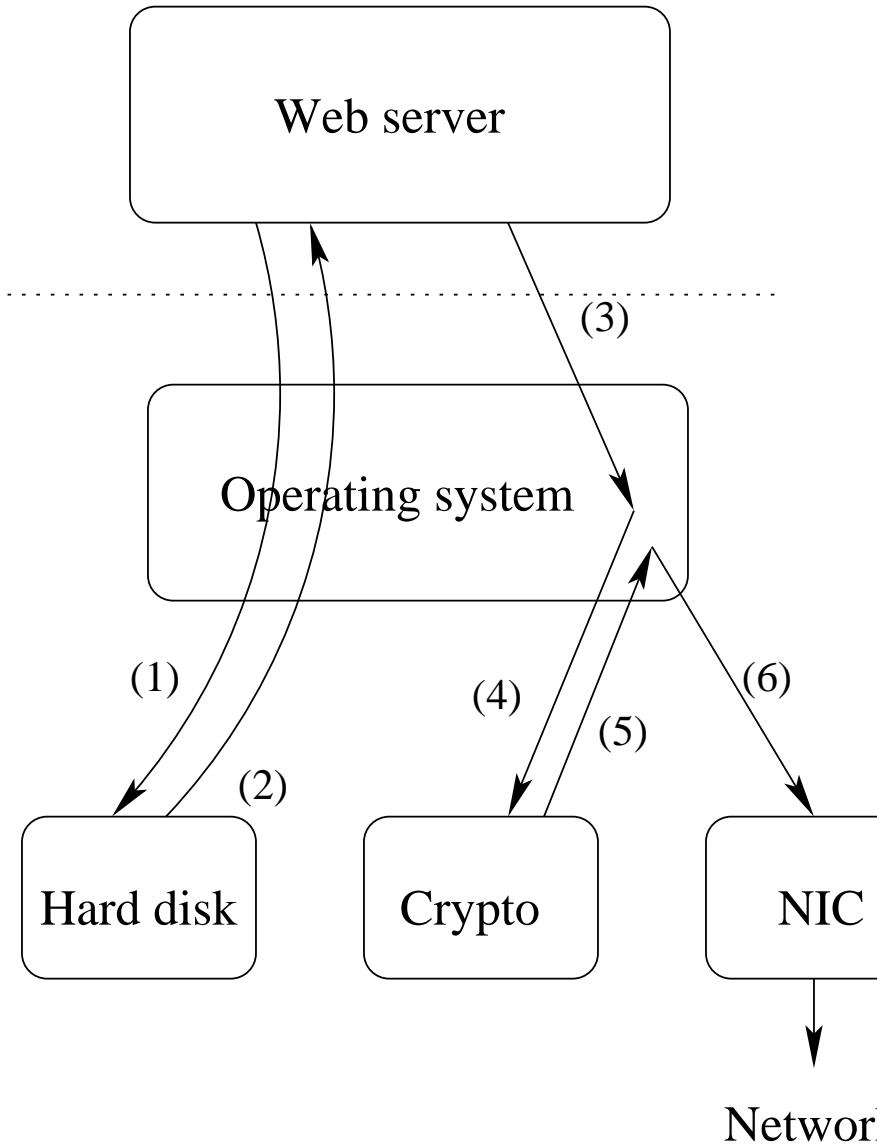 Web server
(3)
Operating system
(1)
(4)
(6)
(5)
(2)
Hard disk
Crypto
NIC